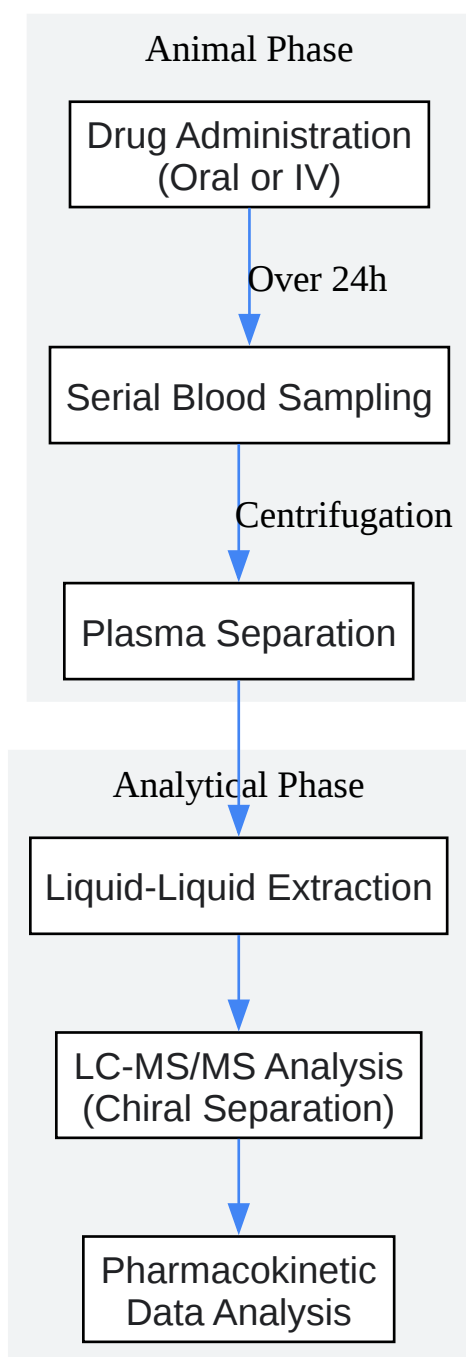 Animal Phase
Drug Administration
(Oral or IV)
Over 24h
Serial Blood Sampling
Centrifugation
Plasma Separation
Analytical Phase
Liquid-Liquid Extraction
LC-MS/MS Analysis
(Chiral Separation)
Pharmacokinetic
Data Analysis